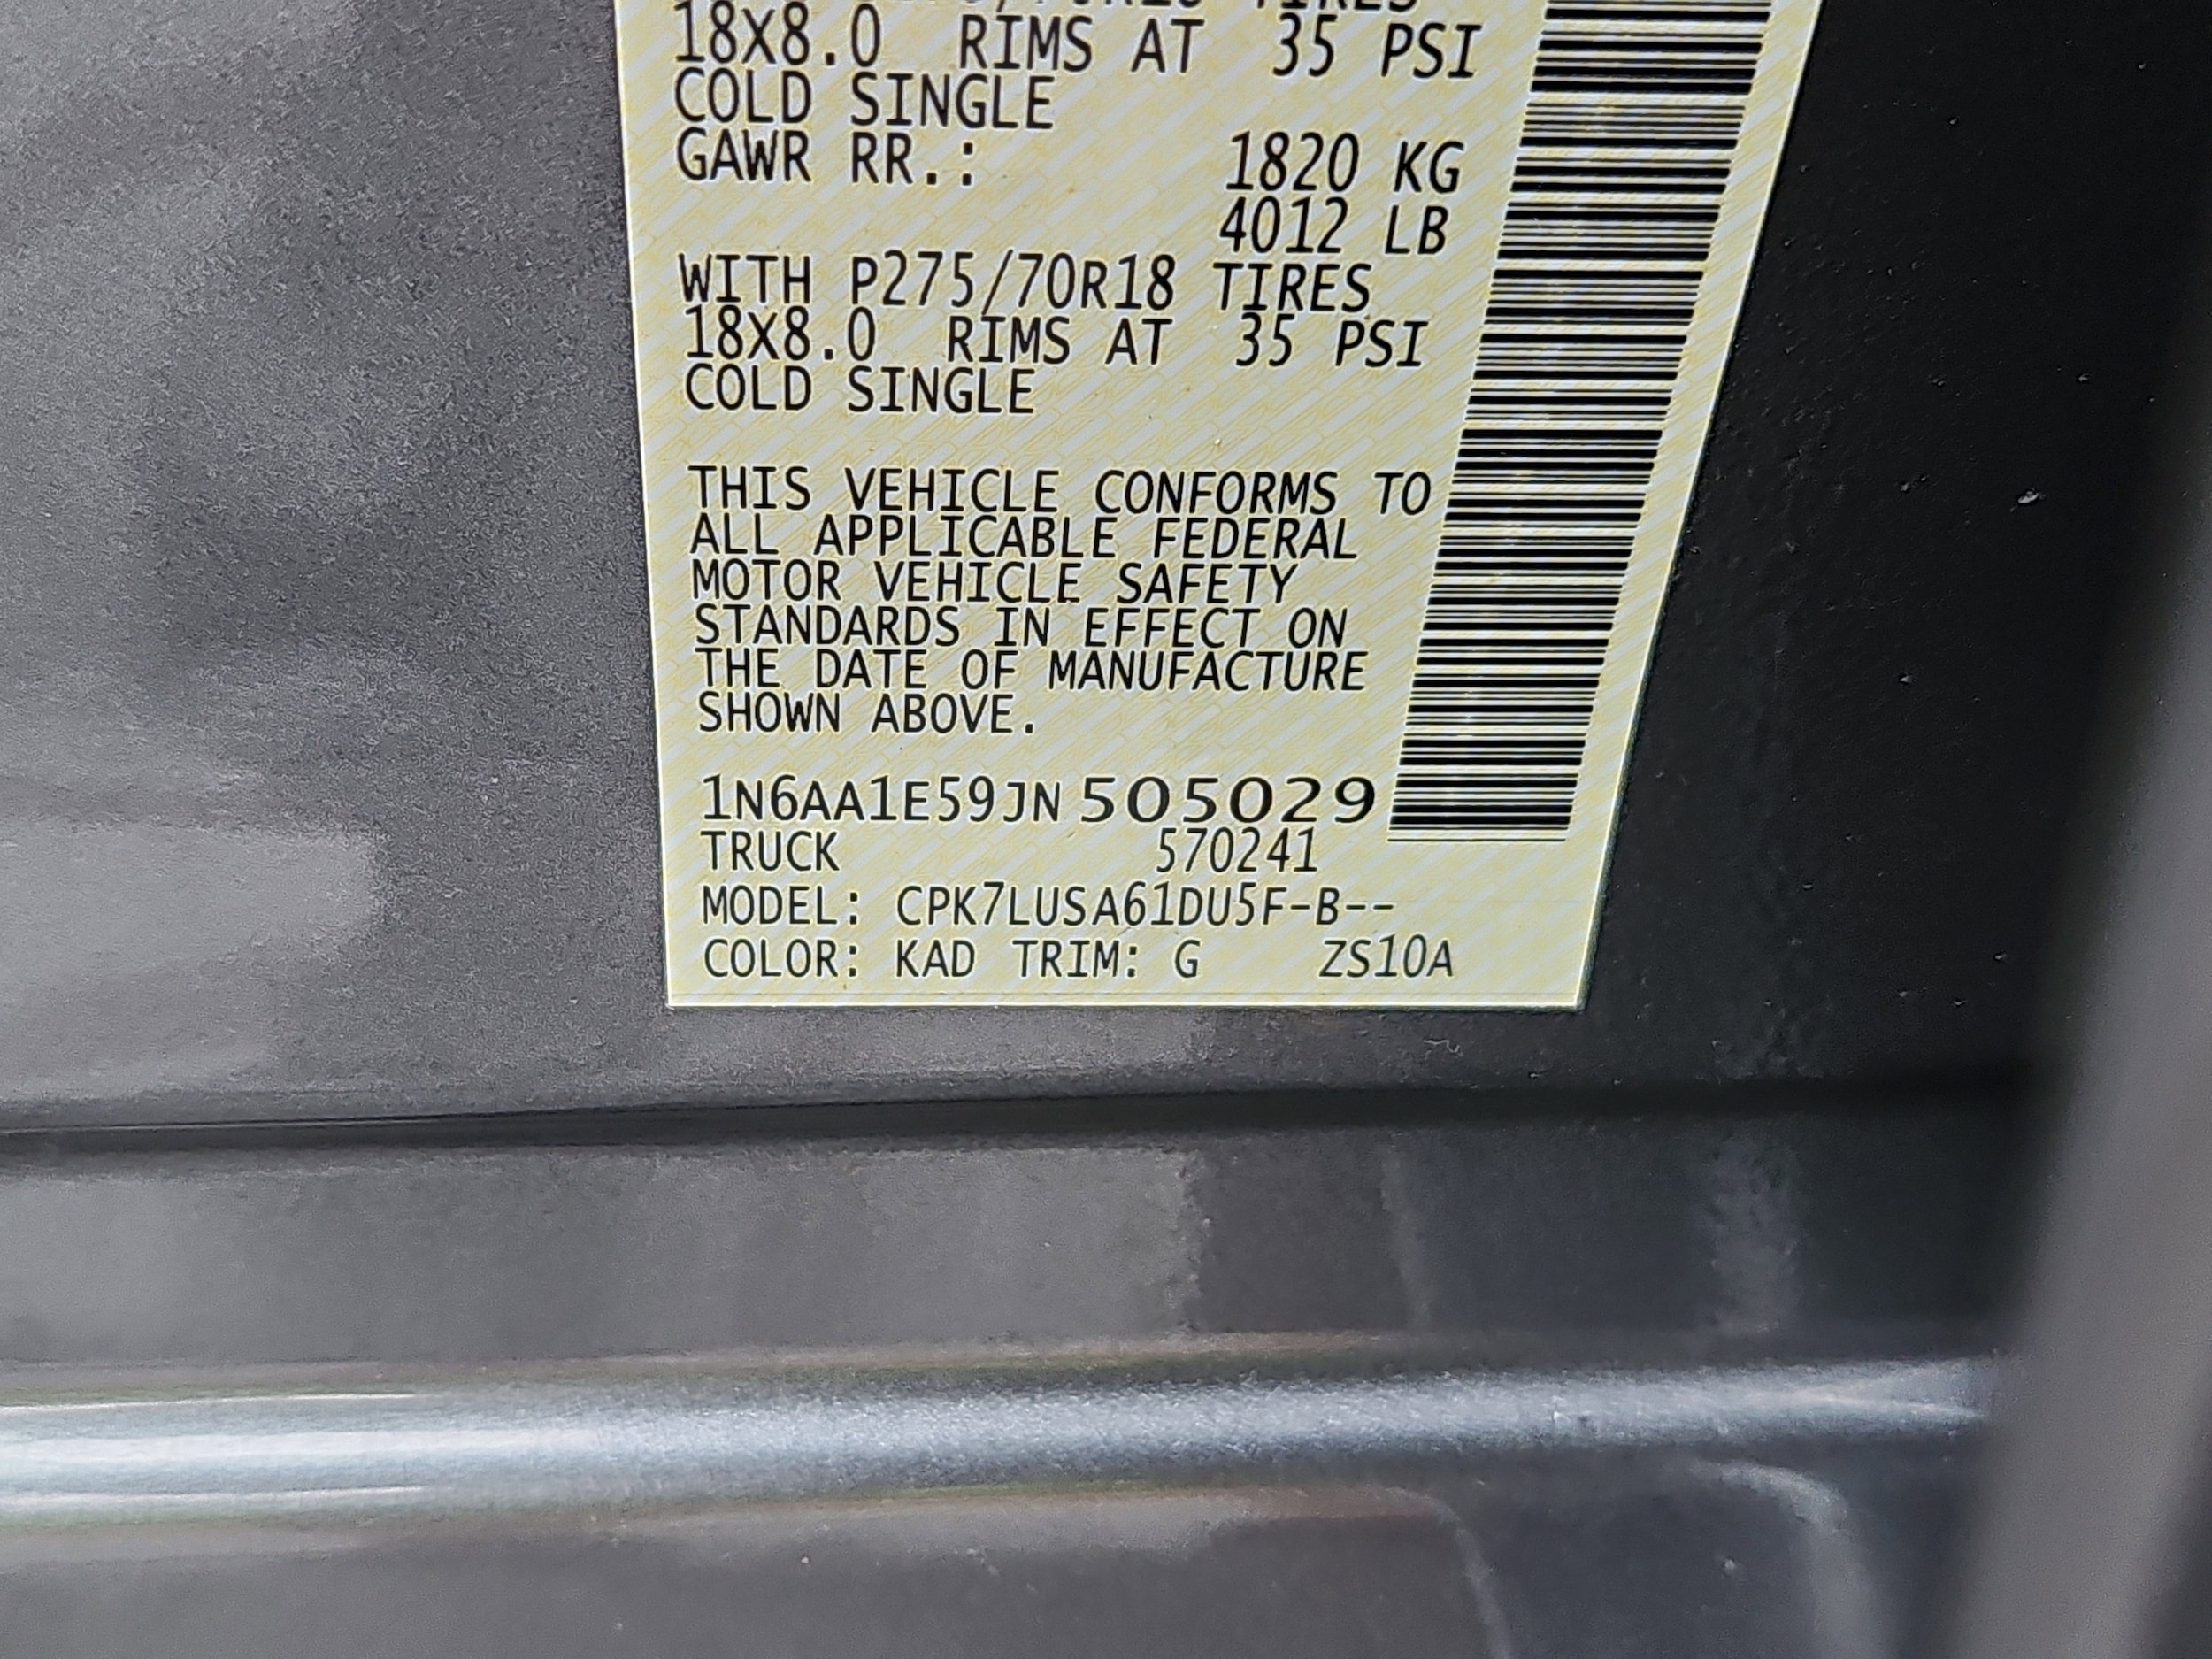 18X8.0 RIMS AT 35 PSI
COLD SINGLE
GAWR RR.: 1820 KG
4012 LB
WITH P275/70R18 TIRES
18X8.0 RIMS AT 35 PSI
COLD SINGLE
THIS VEHICLE CONFORMS TO
ALL APPLICABLE FEDERAL
MOTOR VEHICLE SAFETY
STANDARDS IN EFFECT ON
THE DATE OF MANUFACTURE
SHOWN ABOVE.
1N6AA1E59JN505029
TRUCK 570241
MODEL: CPK7LUSA61DU5F-B--
COLOR: KAD TRIM: G ZS10A